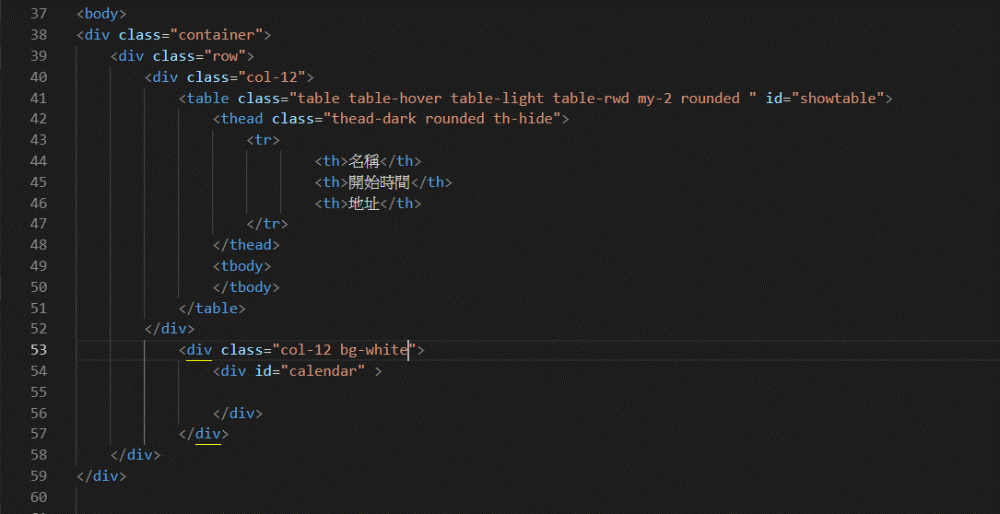 37 <body>
38 <div class="container">
39 <div class="row">
40 <div class="col-12">
41 <table class="table table-hover table-light table-rwd my-2 rounded " id="showtable">
42 <thead class="thead-dark rounded th-hide">
43 <tr>
44 <th>名稱</th>
45 <th>開始時間</th>
46 <th>地址</th>
47 </tr>
48 </thead>
49 <tbody>
50 </tbody>
51 </table>
52 </div>
53 <div class="col-12 bg-white">
54 <div id="calendar" >
55
56 </div>
57 </div>
58 </div>
59 </div>
60